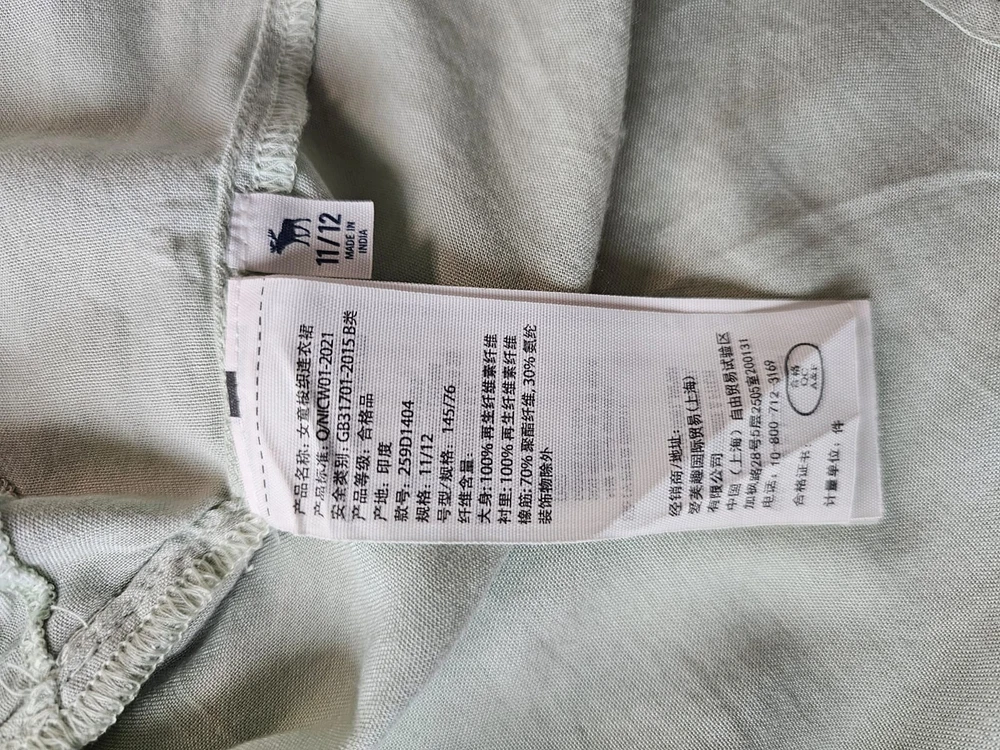 11/12
MADE IN
INDIA
产品名称: 女童梭织连衣裙
产品标准: Q/NICW01-2021
安全类别: GB31701-2015 B类
产品等级: 合格品
产地: 印度
款号: 259D1404
规格: 11/12
号型/规格: 145/76
纤维含量:
大身: 100% 再生纤维素纤维
衬里: 100% 再生纤维素纤维
橡筋: 70% 聚酯纤维, 30% 氨纶
装饰物除外
经销商/地址:
爱芙趣国际贸易(上海)
有限公司
中国（上海）自由贸易试验区
加枫路28号5层2505室200131
电话: 10 800 712 3169
合格证书:
合格
QC
A&F
计量单位: 件